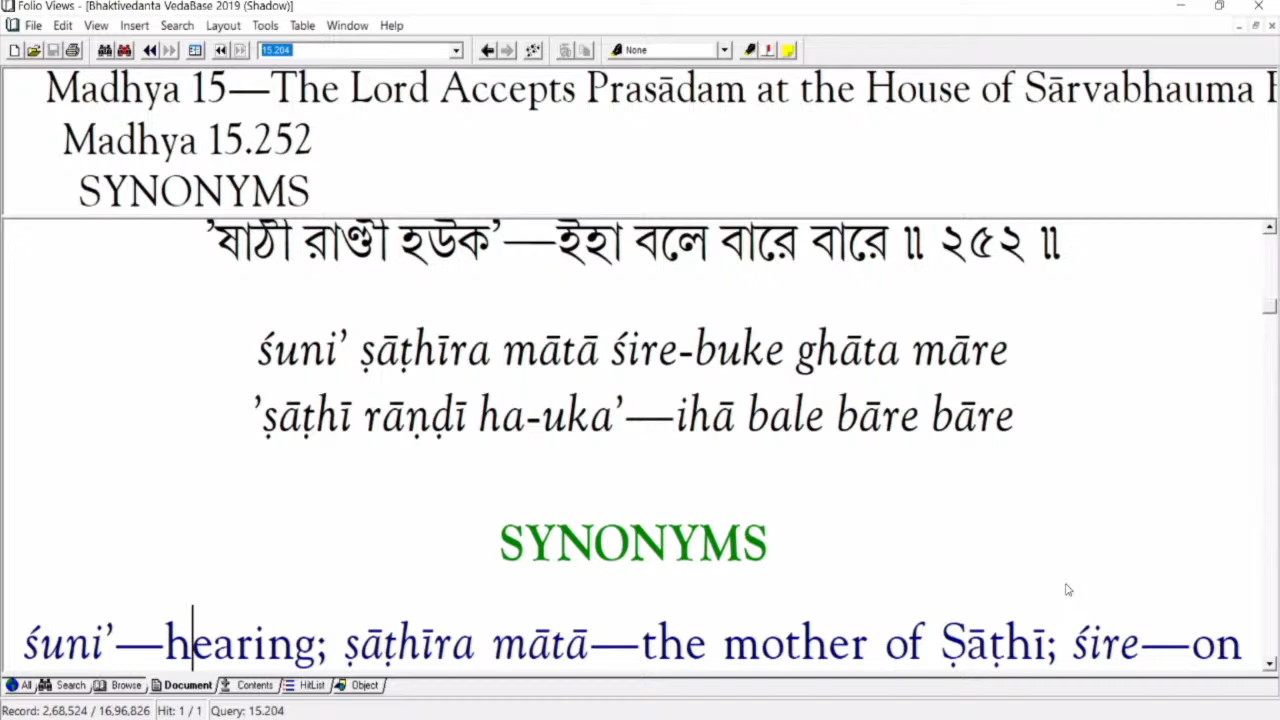 Folio Views - [Bhaktivedanta VedaBase 2019 (Shadow)]
File Edit View Insert Search Layout Tools Table Window Help
15.204 None
Madhya 15—The Lord Accepts Prasādam at the House of Sārvabhauma
Madhya 15.252
SYNONYMS
’ষাঠী রাণ্ডী হউক’—ইহা বলে বারে বারে ॥ ২৫২ ॥
śuni’ ṣāṭhīra mātā śire-buke ghāta māre
’ṣāṭhī rāṇḍī ha-uka’—ihā bale bāre bāre
SYNONYMS
śuni’—hearing; ṣāṭhīra mātā—the mother of Ṣāṭhī; śire—on
All Search Browse Document Contents HitList Object
Record: 2,68,524 / 16,96,826 Hit: 1 / 1 Query: 15.204